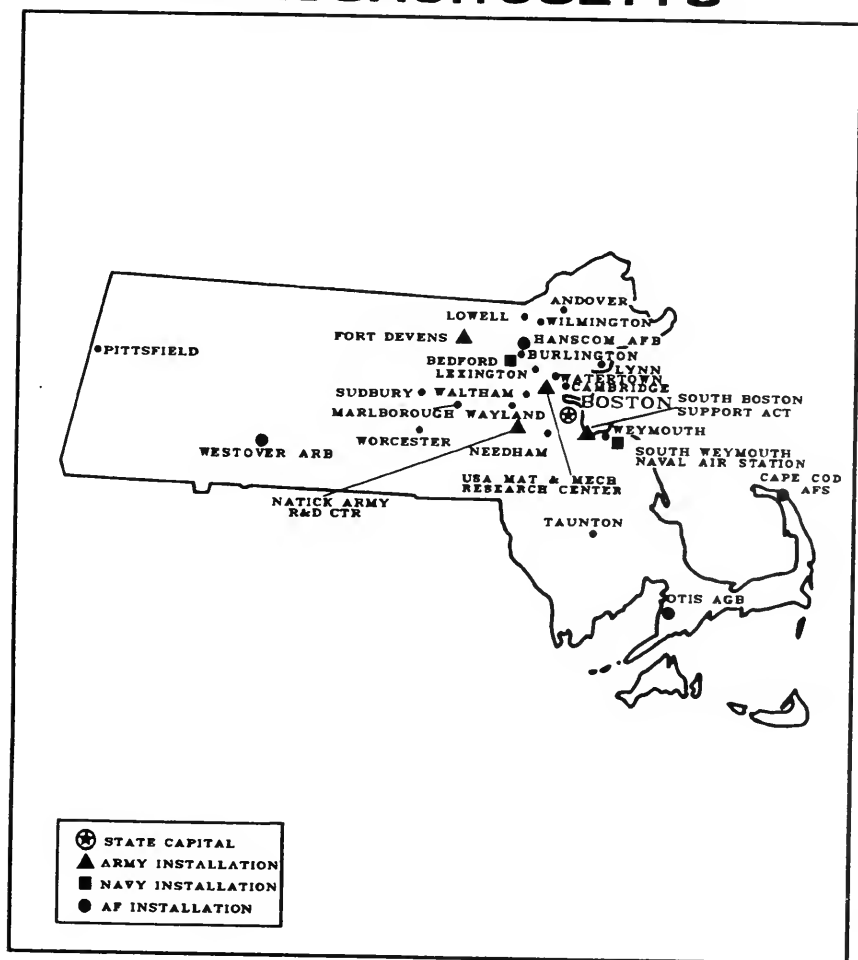 ANDOVER
LOWELL
WILMINGTON
FORT DEVENS
HANSCOM AFB
PITTSFIELD
BURLINGTON
BEDFORD
LYNN
LEXINGTON
WATERTOWN
CAMBRIDGE
SUDBURY
WALTHAM
BOSTON
SOUTH BOSTON
SUPPORT ACT
MARLBOROUGH
WAYLAND
WEYMOUTH
WORCESTER
WESTOVER ARB
NEEDHAM
SOUTH WEYMOUTH
NAVAL AIR STATION
USA MAT & MECH
RESEARCH CENTER
CAPE COD
AFS
NATICK ARMY
R&D CTR
TAUNTON
OTIS AGB
STATE CAPITAL
ARMY INSTALLATION
NAVY INSTALLATION
AF INSTALLATION